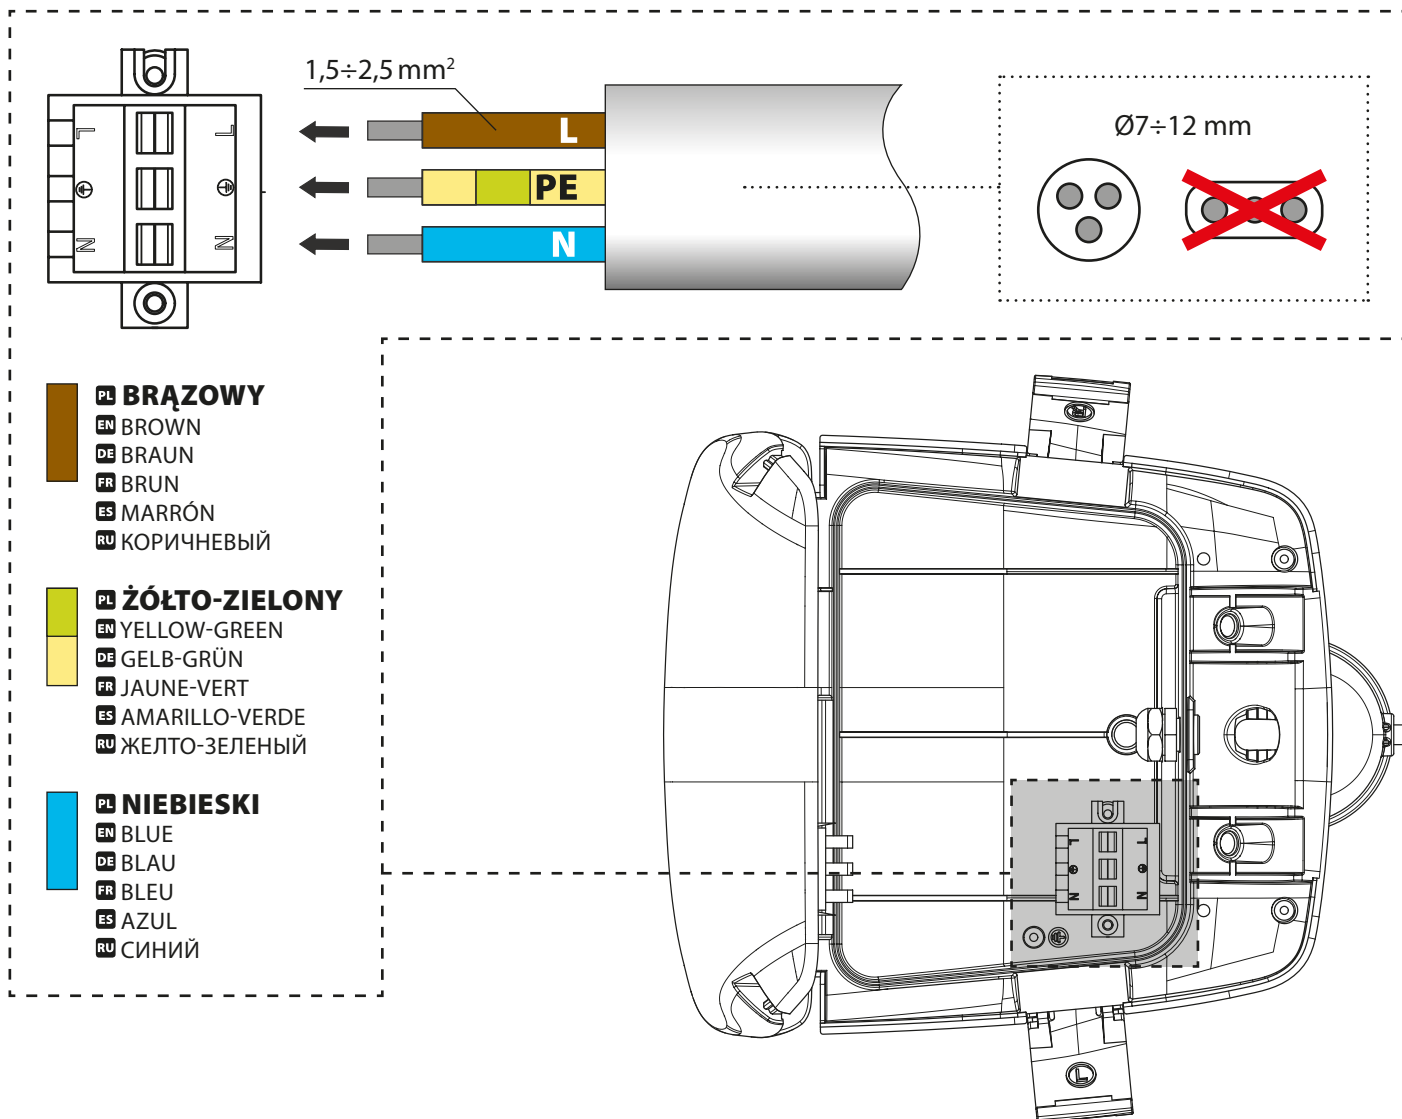 1,5÷2,5 mm²
L
PE
N
Ø7÷12 mm
L L
N N
PL BRĄZOWY
EN BROWN
DE BRAUN
FR BRUN
ES MARRÓN
RU КОРИЧНЕВЫЙ
PL ŻÓŁTO-ZIELONY
EN YELLOW-GREEN
DE GELB-GRÜN
FR JAUNE-VERT
ES AMARILLO-VERDE
RU ЖЕЛТО-ЗЕЛЕНЫЙ
PL NIEBIESKI
EN BLUE
DE BLAU
FR BLEU
ES AZUL
RU СИНИЙ
L L
N N
L